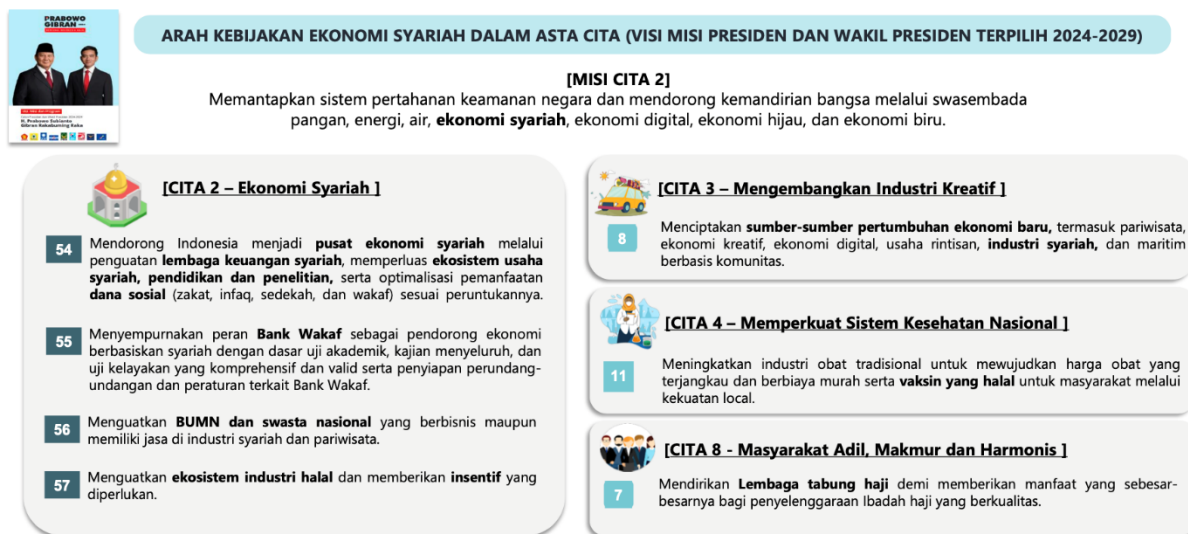 PRABOWO
GIBRAN
N. Prabowo Subianto
Gibran Rakabuming Raka
ARAH KEBIJAKAN EKONOMI SYARIAH DALAM ASTA CITA (VISI MISI PRESIDEN DAN WAKIL PRESIDEN TERPILIH 2024-2029)
[MISI CITA 2]
Memantapkan sistem pertahanan keamanan negara dan mendorong kemandirian bangsa melalui swasembada
pangan, energi, air, ekonomi syariah, ekonomi digital, ekonomi hijau, dan ekonomi biru.
[CITA 2 – Ekonomi Syariah ]
54
Mendorong Indonesia menjadi pusat ekonomi syariah melalui
penguatan lembaga keuangan syariah, memperluas ekosistem usaha
syariah, pendidikan dan penelitian, serta optimalisasi pemanfaatan
dana sosial (zakat, infaq, sedekah, dan wakaf) sesuai peruntukannya.
55
Menyempurnakan peran Bank Wakaf sebagai pendorong ekonomi
berbasiskan syariah dengan dasar uji akademik, kajian menyeluruh, dan
uji kelayakan yang komprehensif dan valid serta penyiapan perundang-
undangan dan peraturan terkait Bank Wakaf.
56
Menguatkan BUMN dan swasta nasional yang berbisnis maupun
memiliki jasa di industri syariah dan pariwisata.
57
Menguatkan ekosistem industri halal dan memberikan insentif yang
diperlukan.
[CITA 3 – Mengembangkan Industri Kreatif ]
8
Menciptakan sumber-sumber pertumbuhan ekonomi baru, termasuk pariwisata,
ekonomi kreatif, ekonomi digital, usaha rintisan, industri syariah, dan maritim
berbasis komunitas.
[CITA 4 – Memperkuat Sistem Kesehatan Nasional ]
11
Meningkatkan industri obat tradisional untuk mewujudkan harga obat yang
terjangkau dan berbiaya murah serta vaksin yang halal untuk masyarakat melalui
kekuatan local.
[CITA 8 - Masyarakat Adil, Makmur dan Harmonis ]
7
Mendirikan Lembaga tabung haji demi memberikan manfaat yang sebesar-
besarnya bagi penyelenggaraan Ibadah haji yang berkualitas.